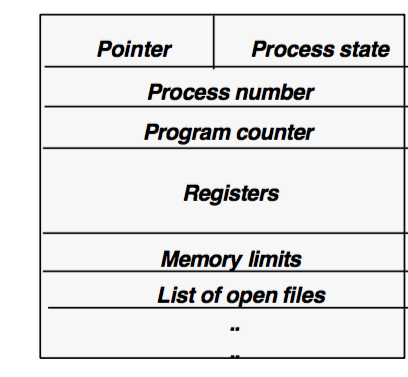 Pointer Process state
Process number
Program counter
Registers
Memory limits
List of open files
..
..